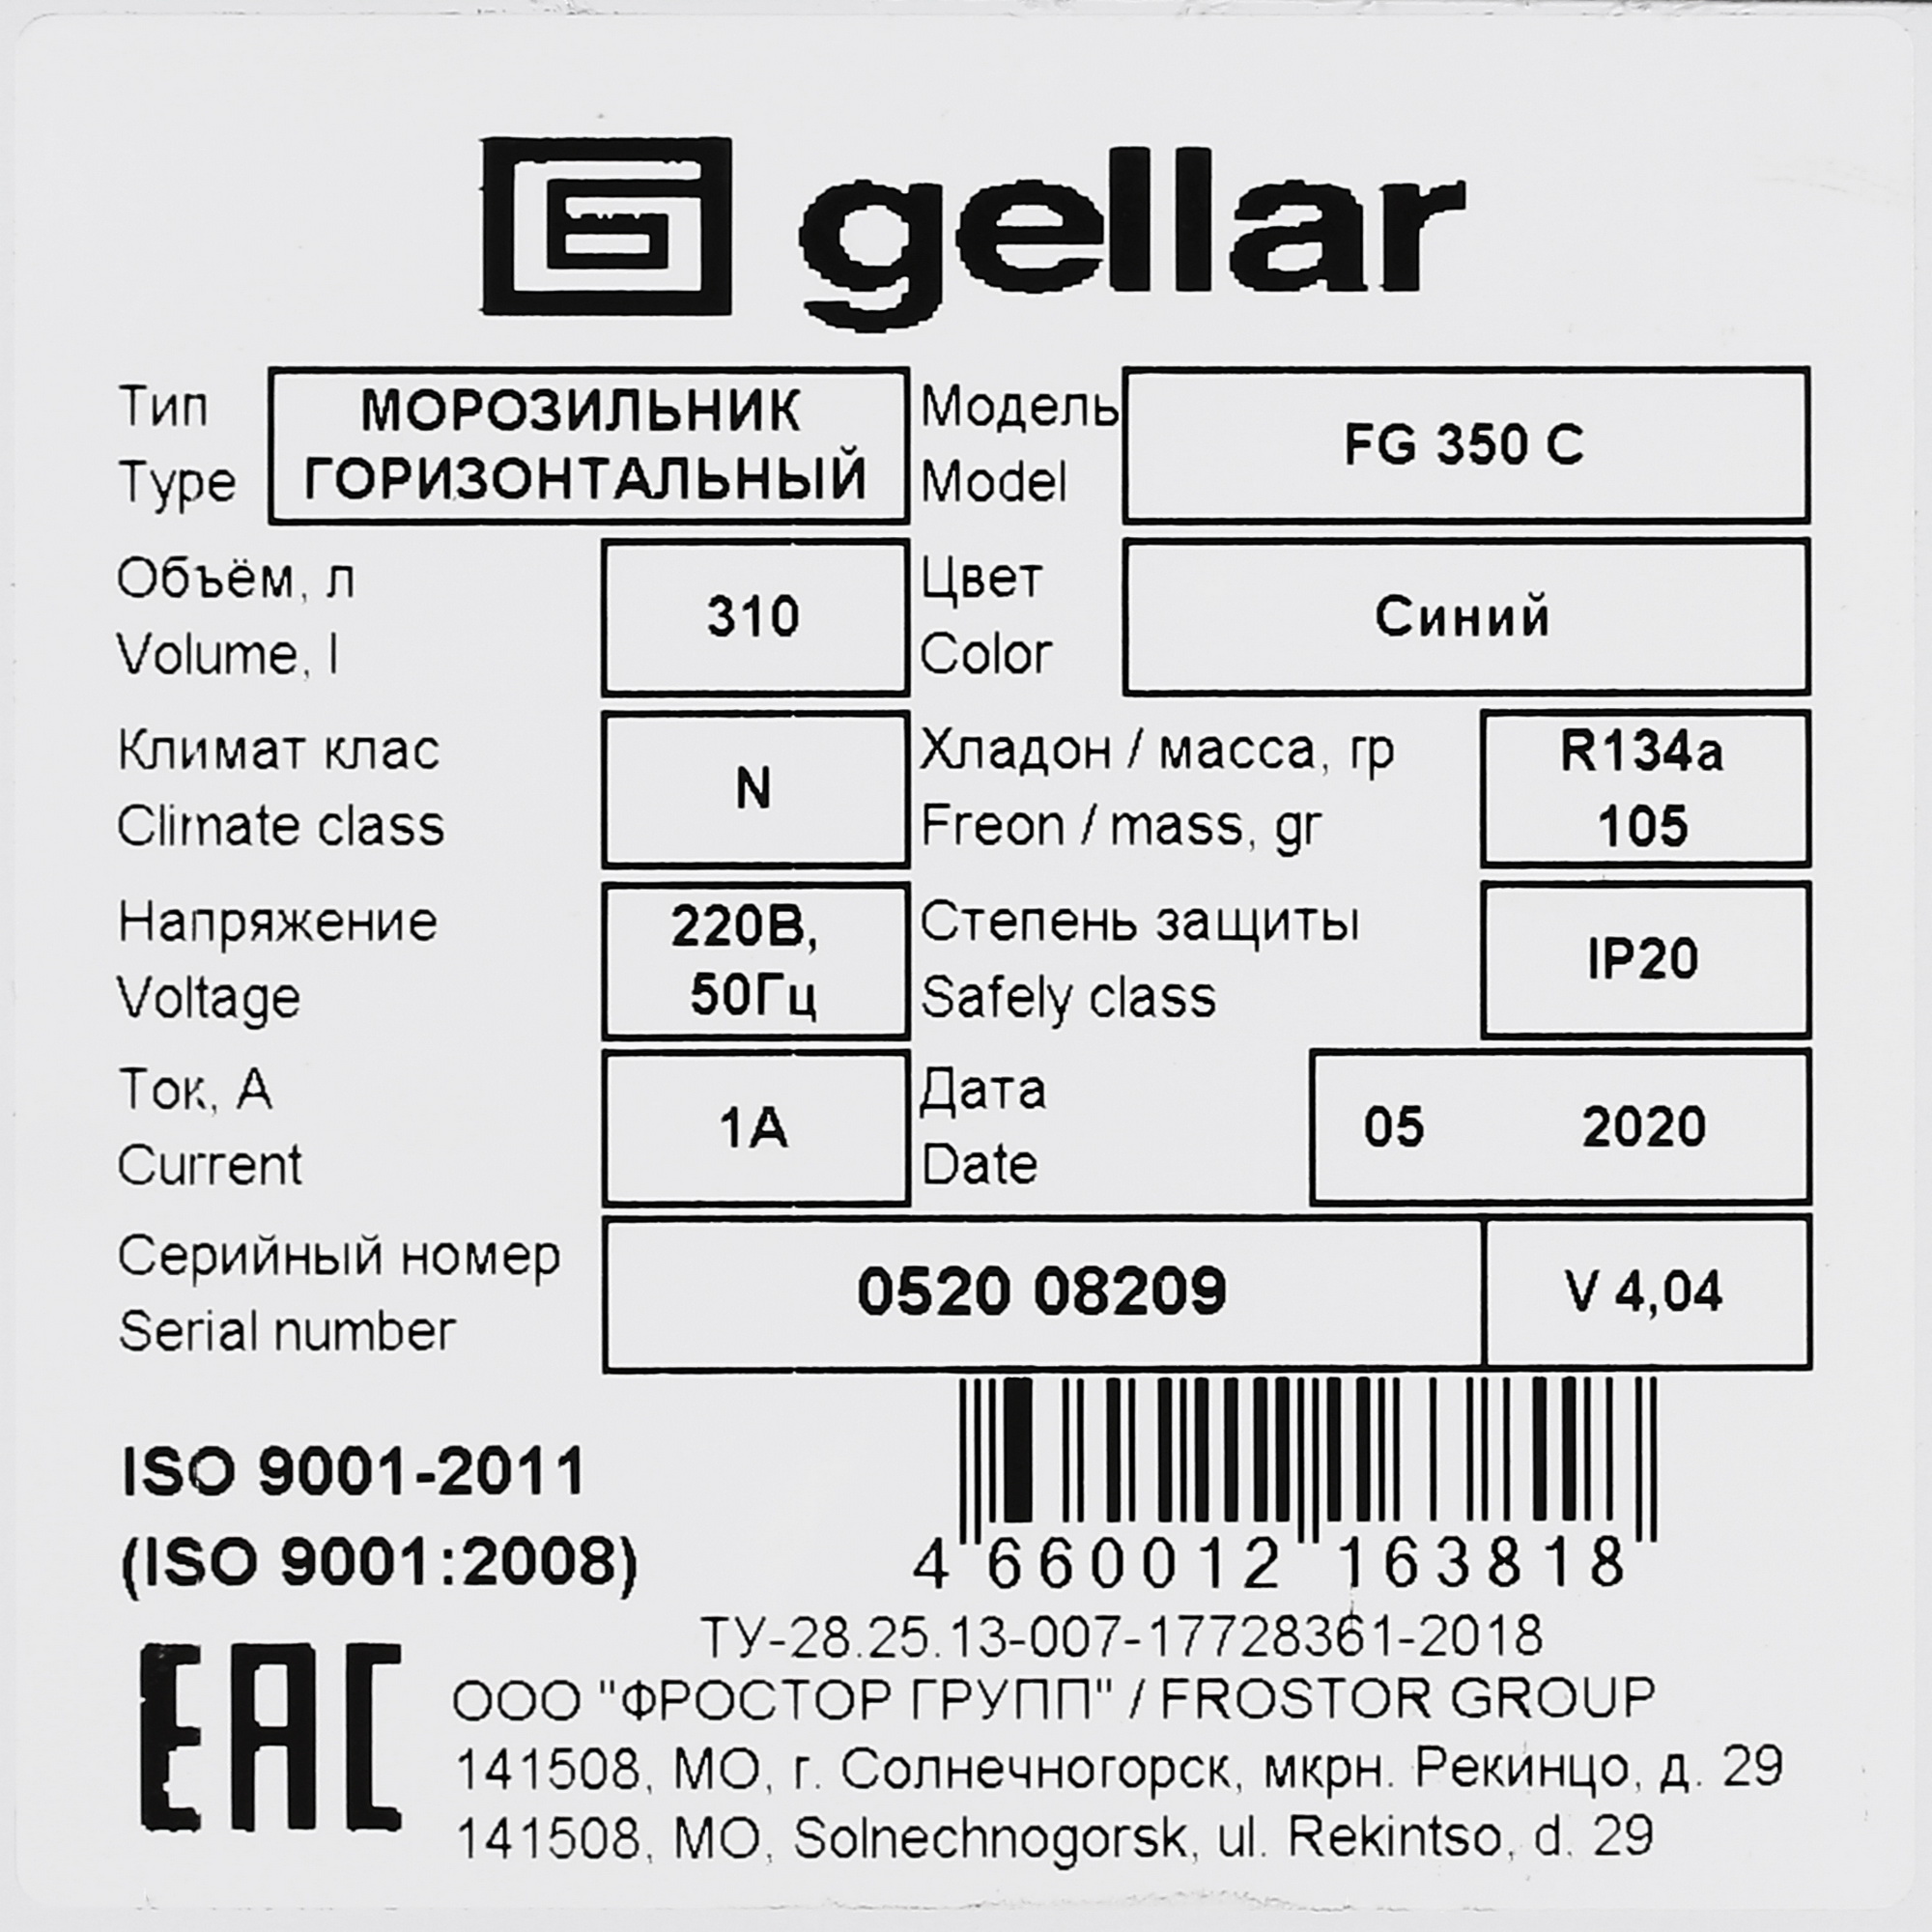 gellar
Тип МОРОЗИЛЬНИК Модель FG 350 C
Type ГОРИЗОНТАЛЬНЫЙ Model
Объём, л 310 Цвет Синий
Volume, l Color
Климат клас N Хладон / масса, гр R134a
Climate class Freon / mass, gr 105
Напряжение 220В, Степень защиты IP20
Voltage 50Гц Safely class
Ток, А 1А Дата 05 2020
Current Date
Серийный номер 0520 08209 V 4,04
Serial number
ISO 9001-2011
(ISO 9001:2008) 4 660012 163818
ТУ-28.25.13-007-17728361-2018
EAC ООО "ФРОСТОР ГРУПП" / FROSTOR GROUP
141508, МО, г. Солнечногорск, мкрн. Рекинцо, д. 29
141508, МО, Solnechnogorsk, ul. Rekintso, d. 29